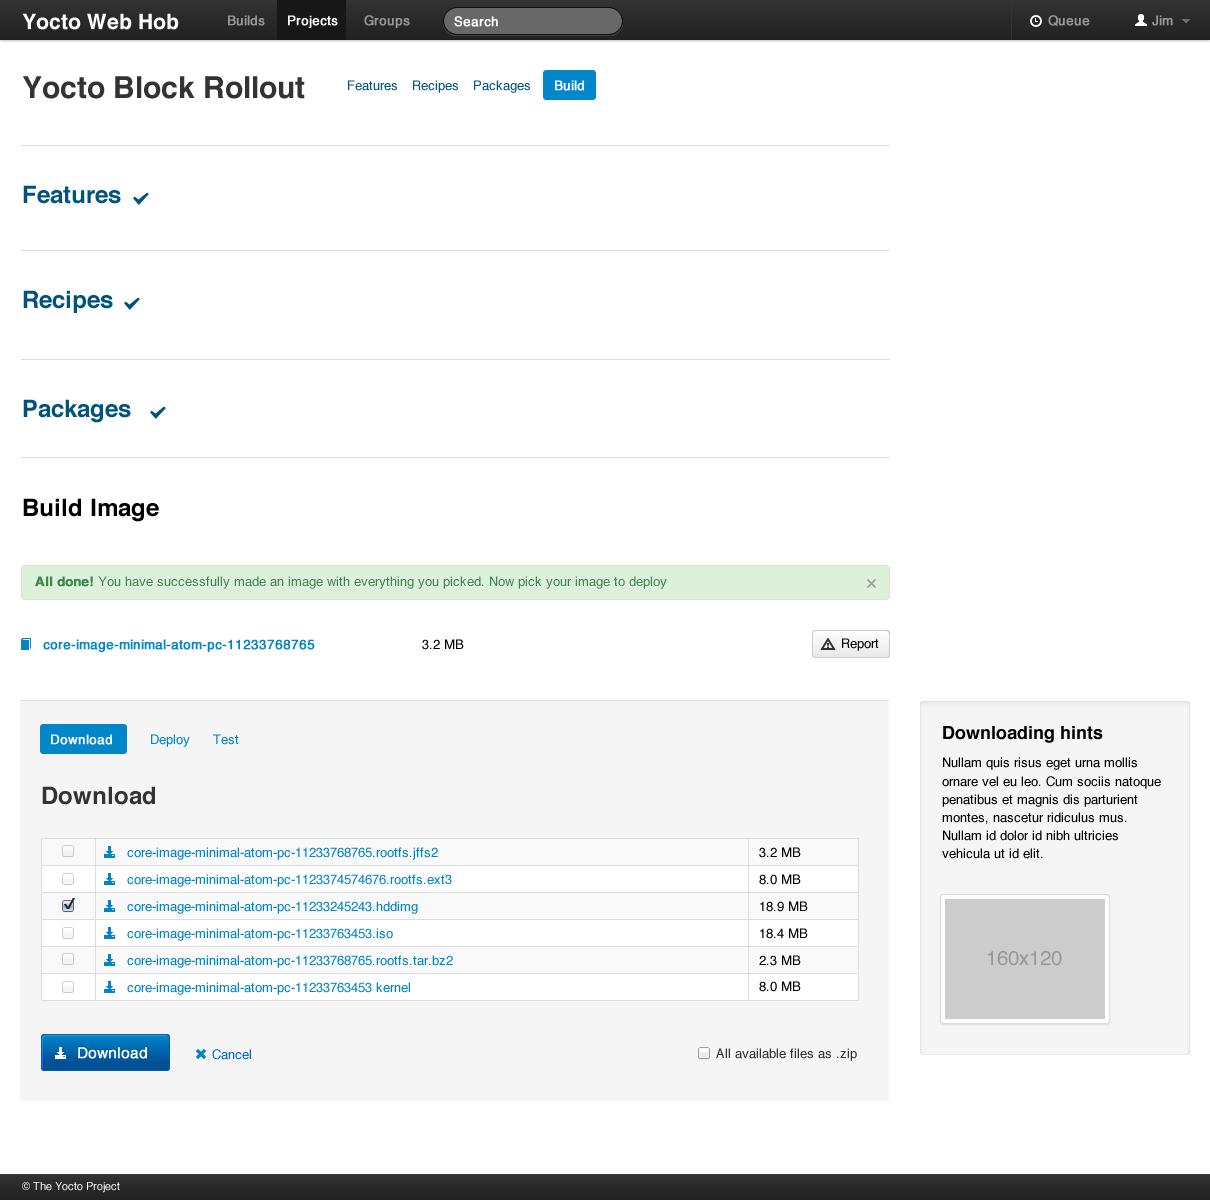 Yocto Web Hob Builds Projects Groups Search Queue Jim
Yocto Block Rollout Features Recipes Packages Build
Features
Recipes
Packages
Build Image
All done! You have successfully made an image with everything you picked. Now pick your image to deploy ×
core-image-minimal-atom-pc-11233768765 3.2 MB Report
Download Deploy Test
Download
core-image-minimal-atom-pc-11233768765.rootfs.jffs2 3.2 MB
core-image-minimal-atom-pc-1123374574676.rootfs.ext3 8.0 MB
core-image-minimal-atom-pc-11233245243.hddimg 18.9 MB
core-image-minimal-atom-pc-11233763453.iso 18.4 MB
core-image-minimal-atom-pc-11233768765.rootfs.tar.bz2 2.3 MB
core-image-minimal-atom-pc-11233763453 kernel 8.0 MB
Download Cancel All available files as .zip
Downloading hints
Nullam quis risus eget urna mollis
ornare vel eu leo. Cum sociis natoque
penatibus et magnis dis parturient
montes, nascetur ridiculus mus.
Nullam id dolor id nibh ultricies
vehicula ut id elit.
160x120
© The Yocto Project